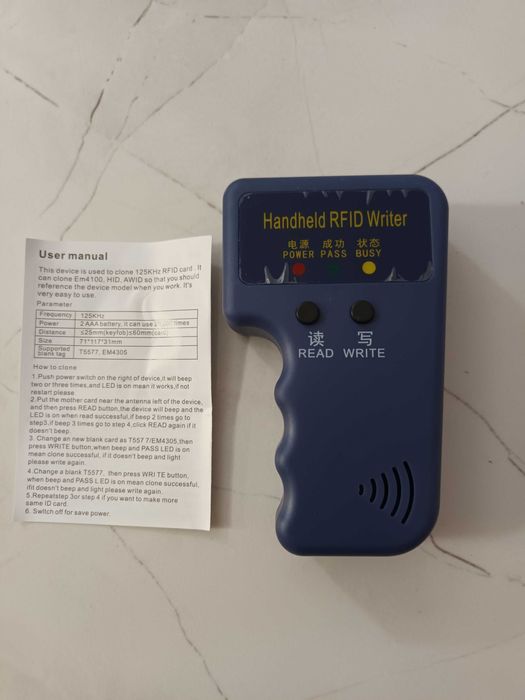 User manual
This device is used to clone 125KHz RFID card . It
can clone Em4100, HID, AWID so that you should
reference the device model when you work. It's
very easy to use.
Parameter
Frequency 125KHz
Power 2 AAA battery, it can use times
Distance ≤25mm(keyfob)≤60mm(card)
Size 71*117*31mm
Supported blank tag T5577, EM4305
How to clone
1.Push power switch on the right of device,it will beep
two or three times,and LED is on mean it works,if not
restart please
2.Put the mother card near the antenna left of the device,
and then press READ button,the device will beep and the
LED is on when read successful,if beep 2 times go to
step3,if beep 3 times go to step 4,click READ again if it
doesn't beep.
3. Change an new blank card as T557 7/EM4305,then
press WRITE button,when beep and PASS LED is on
mean clone successful, if it doesn't beep and light
please write again.
4.Change a blank T5577, then press WRITE button,
when beep and PASS LED is on mean clone successful,
ifit doesn't beep and light please write again.
5.Repeatstep 3or step 4 if you want to make more
same ID card.
6. Switch off for save power.
Handheld RFID Writer
电源 成功 状态
POWER PASS BUSY
读 写
READ WRITE